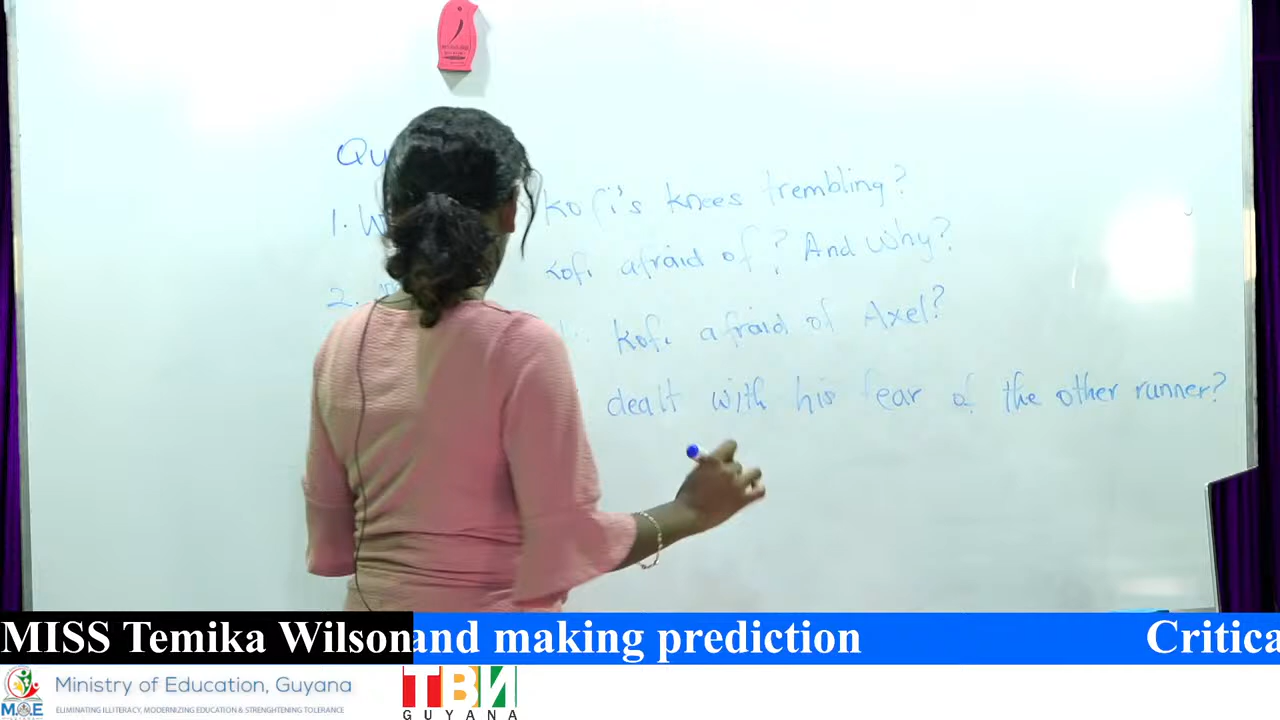 Qu
1. W Kofi's knees trembling?
2. Kofi afraid of? And Why?
Kofi afraid of Axel?
dealt with his fear of the other runner?
MISS Temika Wilson and making prediction Critica
Ministry of Education, Guyana
ELIMINATING ILLITERACY, MODERNIZING EDUCATION & STRENGHTENING TOLERANCE
M.O.E
TBN
GUYANA